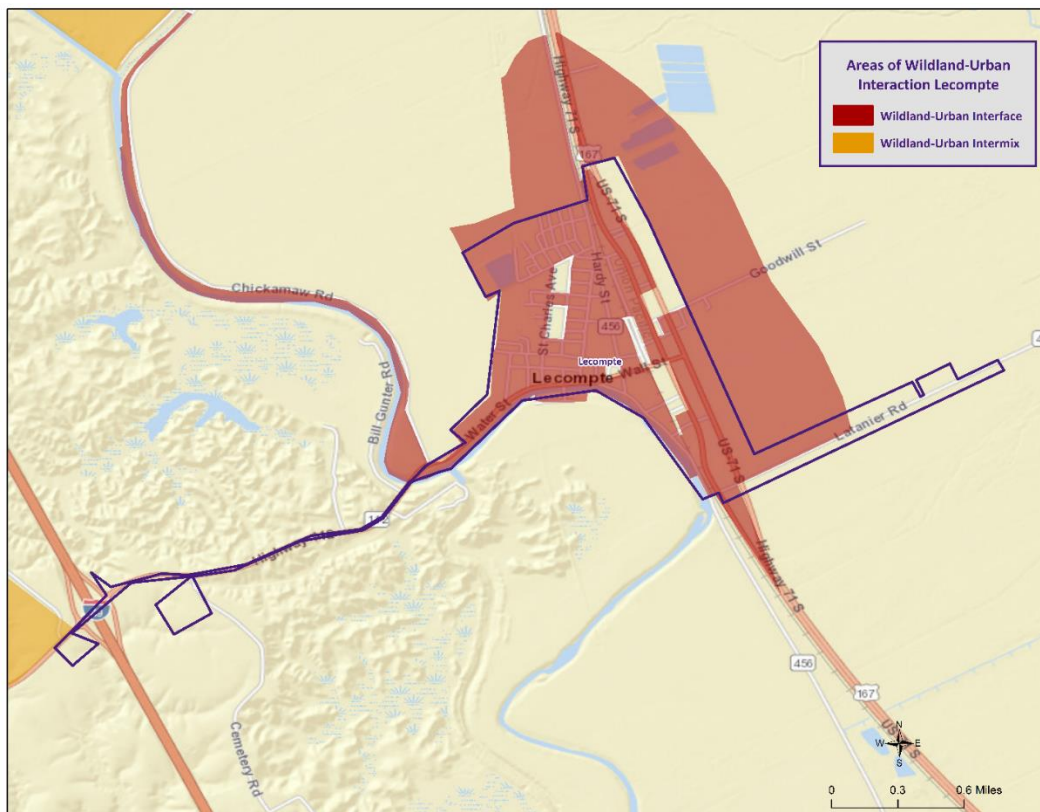 Areas of Wildland-Urban
Interaction Lecompte
Wildland-Urban Interface
Wildland-Urban Intermix
Highway 71 S
167
US-71 S
Goodwill St
Chickamaw Rd
St Charles Ave
Hardy St
456
Lecompte
Lecompte
Wall St
Water St
Bill Gunter Rd
Latanier Rd
US-71 S
112
Highway 112
Highway 71 S
456
167
Cemetery Rd
US-71 S
N
W E
S
0 0.3 0.6 Miles